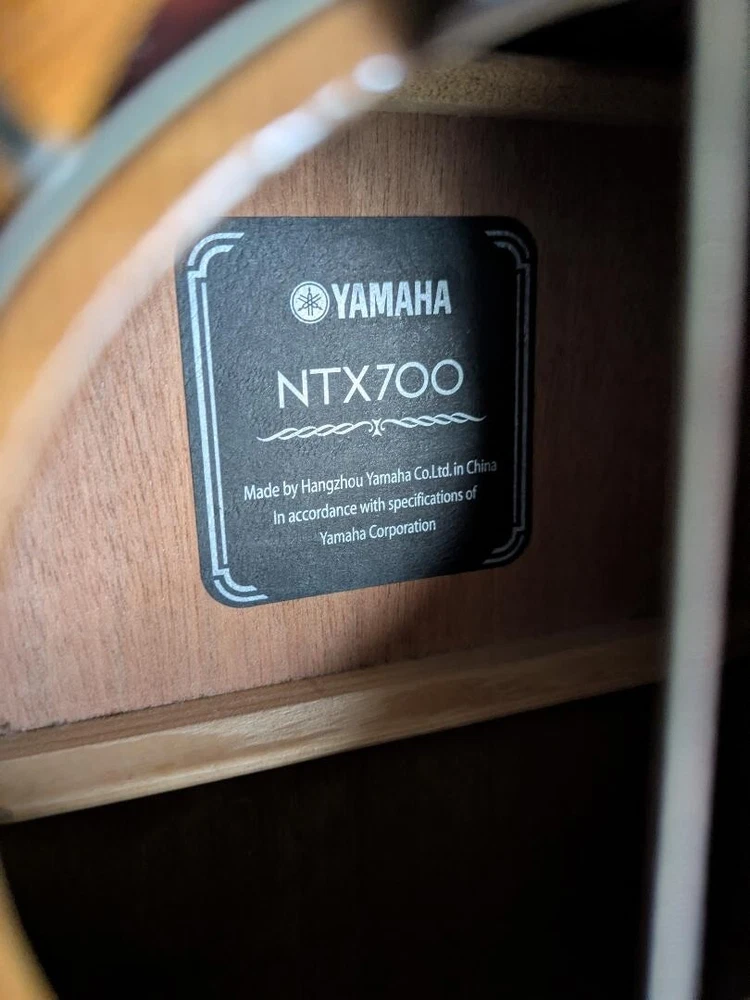 YAMAHA
NTX700
Made by Hangzhou Yamaha Co.Ltd. in China
In accordance with specifications of
Yamaha Corporation